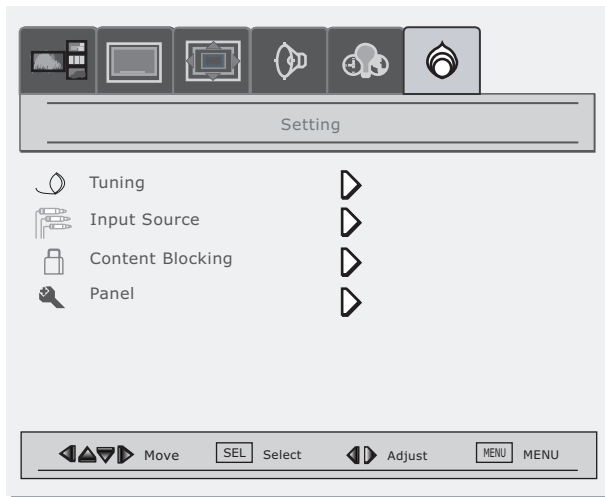 Setting
Tuning
Input Source
Content Blocking
Panel
Move SEL Select Adjust MENU MENU